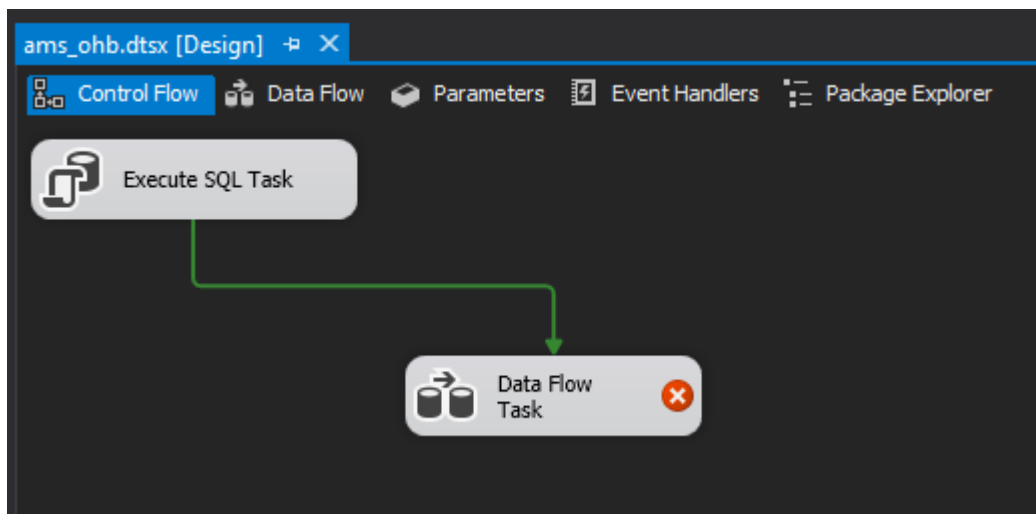 ams_ohb.dtsx [Design]
Control Flow Data Flow Parameters Event Handlers Package Explorer
Execute SQL Task
Data Flow
Task